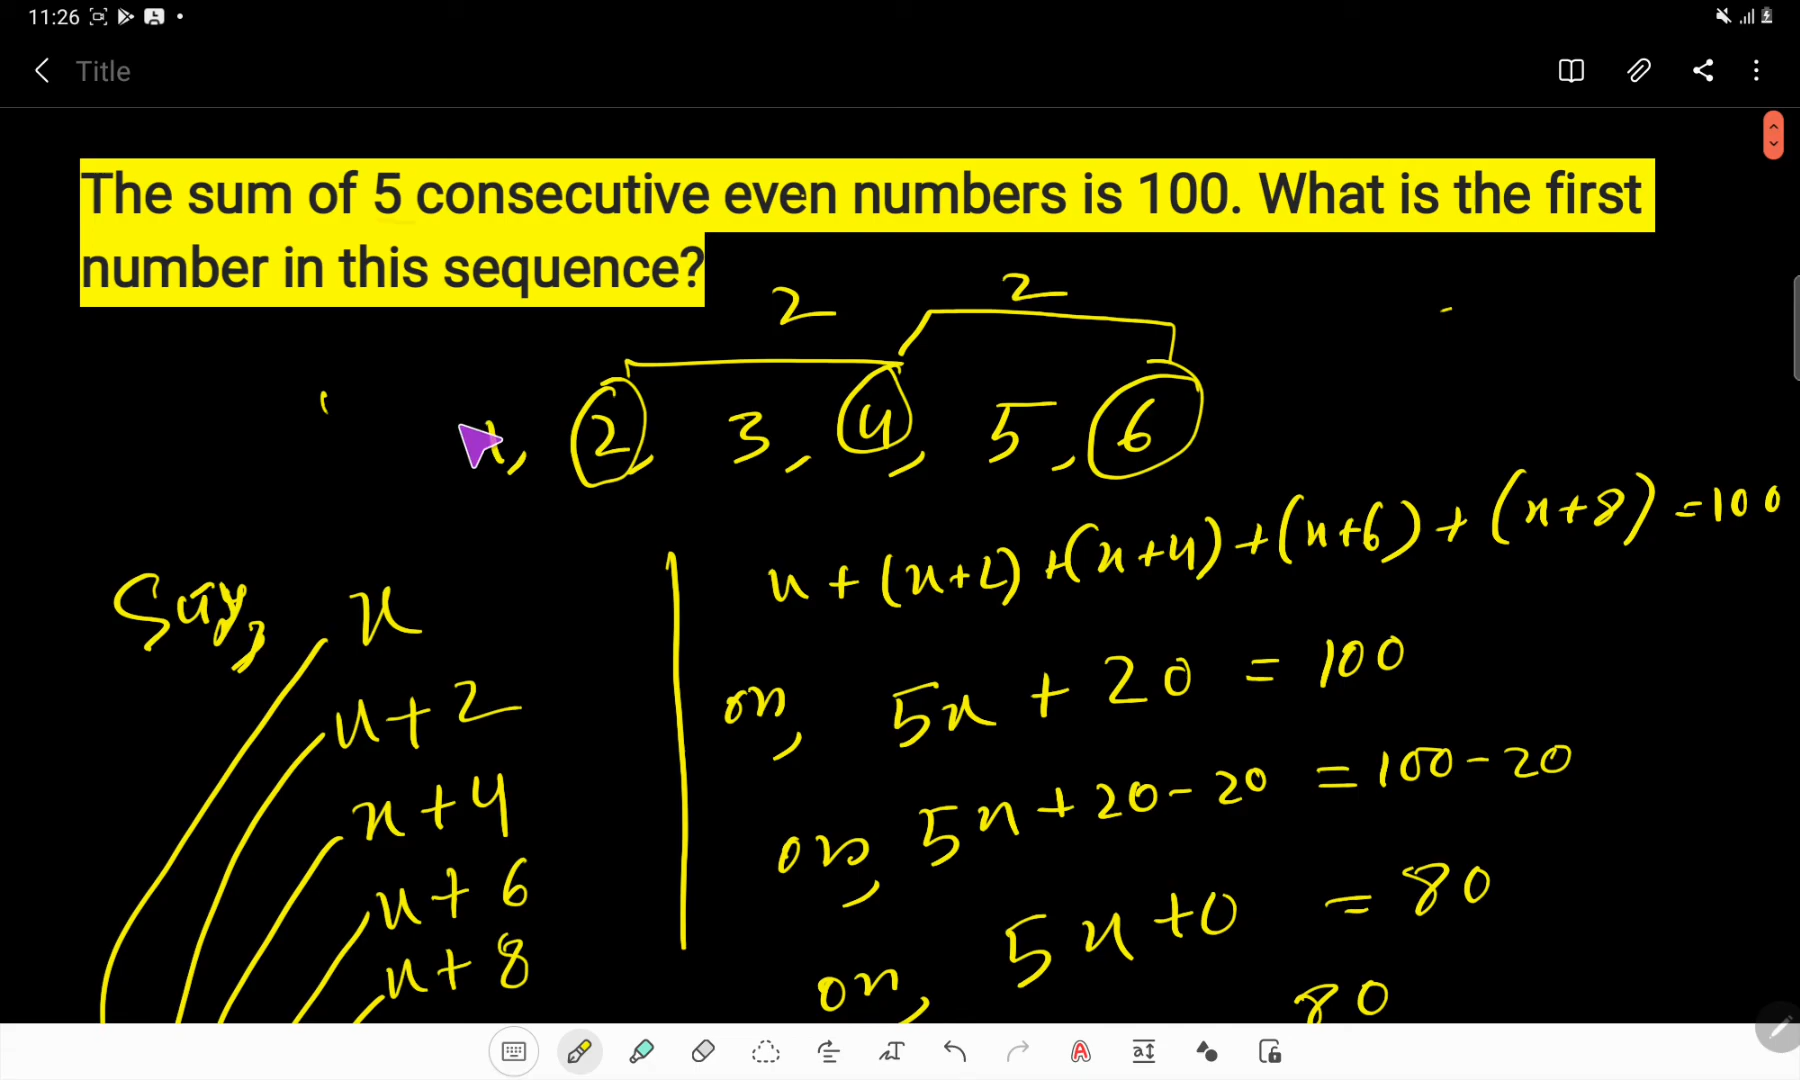 11:26
Title
The sum of 5 consecutive even numbers is 100. What is the first
number in this sequence?
2 2
, 2, 3, 4, 5, 6
x + (x+2) + (x+4) + (x+6) + (x+8) = 100
Say, x
or, 5x + 20 = 100
x + 2
or, 5x + 20 - 20 = 100 - 20
x + 4
x + 6
or, 5x + 0 = 80
x + 8
or, 80